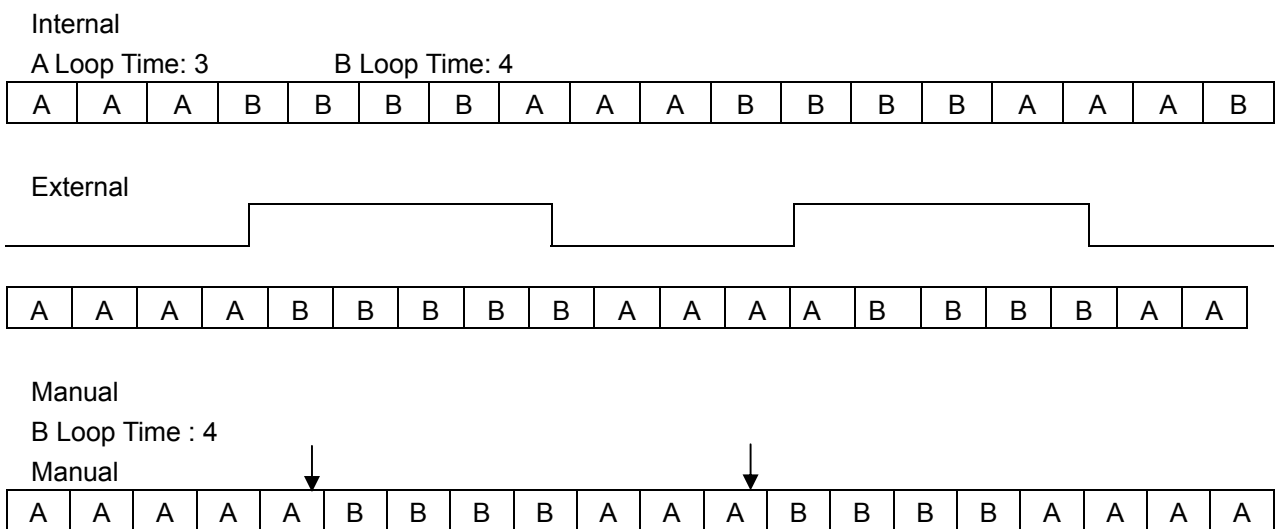 Internal
A Loop Time: 3 B Loop Time: 4
A A A B B B B A A A B B B B A A A B
External
A A A A B B B B B A A A A B B B B A A
Manual
B Loop Time : 4
Manual
A A A A A B B B B A A A B B B B A A A A